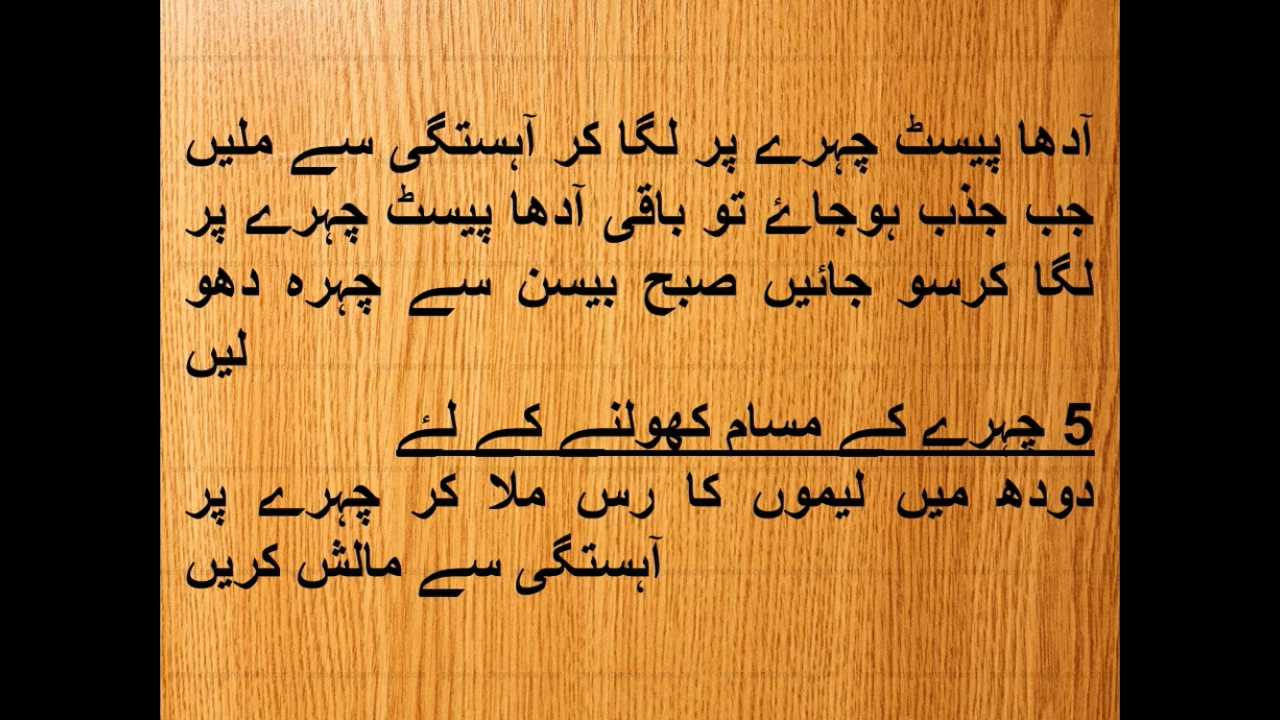 آدھا پیسٹ چہرے پر لگا کر آہستگی سے ملیں
جب جذب ہوجاۓ تو باقی آدھا پیسٹ چہرے پر
لگا کرسو جائیں صبح بیسن سے چہرہ دھو
لیں
5 چہرے کے مسام کھولنے کے لۓ
دودھ میں لیموں کا رس ملا کر چہرے پر
آہستگی سے مالش کریں